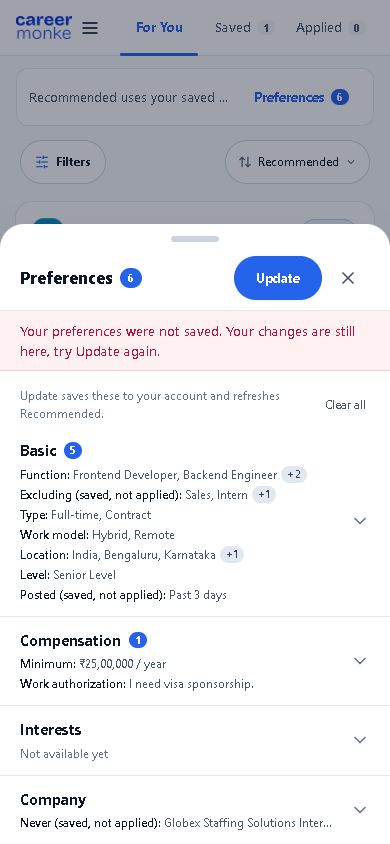 career
monke
For You
Saved 1
Applied 0
Recommended uses your saved ...
Preferences 6
Filters
Recommended
Preferences 6
Update
Your preferences were not saved. Your changes are still
here, try Update again.
Update saves these to your account and refreshes
Recommended.
Clear all
Basic 5
Function: Frontend Developer, Backend Engineer +2
Excluding (saved, not applied): Sales, Intern +1
Type: Full-time, Contract
Work model: Hybrid, Remote
Location: India, Bengaluru, Karnataka +1
Level: Senior Level
Posted (saved, not applied): Past 3 days
Compensation 1
Minimum: ₹25,00,000 / year
Work authorization: I need visa sponsorship.
Interests
Not available yet
Company
Never (saved, not applied): Globex Staffing Solutions Inter...